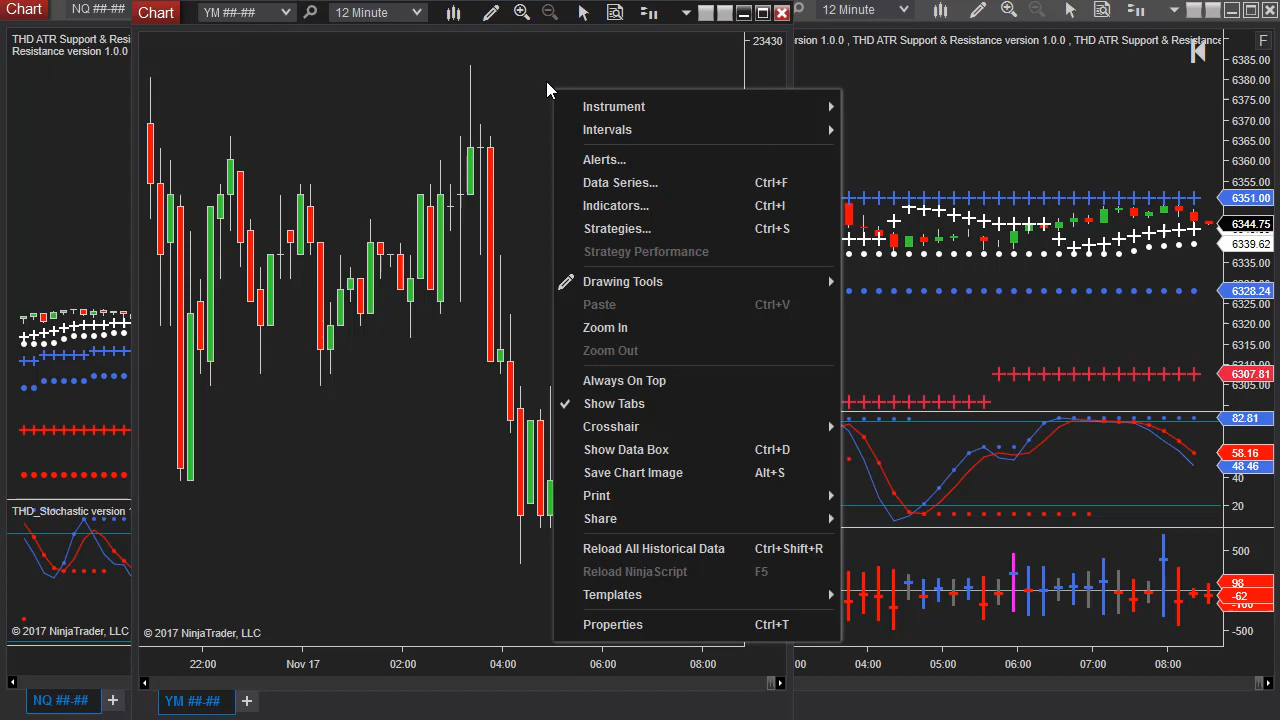 Chart
NQ ##-##
Chart
YM ##-##
12 Minute
12 Minute
THD ATR Support & Resistance
Resistance version 1.0.0
23430
rsion 1.0.0 , THD ATR Support & Resistance version 1.0.0 , THD ATR Support & Resistance
F
Instrument
Intervals
Alerts...
Data Series... Ctrl+F
Indicators... Ctrl+I
Strategies... Ctrl+S
Strategy Performance
Drawing Tools
Paste Ctrl+V
Zoom In
Zoom Out
Always On Top
Show Tabs
Crosshair
Show Data Box Ctrl+D
Save Chart Image Alt+S
Print
Share
Reload All Historical Data Ctrl+Shift+R
Reload NinjaScript F5
Templates
Properties Ctrl+T
6385.00
6380.00
6375.00
6370.00
6365.00
6360.00
6355.00
6351.00
6344.75
6339.62
6335.00
6328.24
6325.00
6320.00
6315.00
6307.81
6305.00
82.81
58.16
48.46
40
20
500
98
-62
-500
THD_Stochastic version 1
© 2017 NinjaTrader, LLC
© 2017 NinjaTrader, LLC
22:00
Nov 17
02:00
04:00
06:00
08:00
:00
04:00
05:00
06:00
07:00
08:00
NQ ##-##
YM ##-##